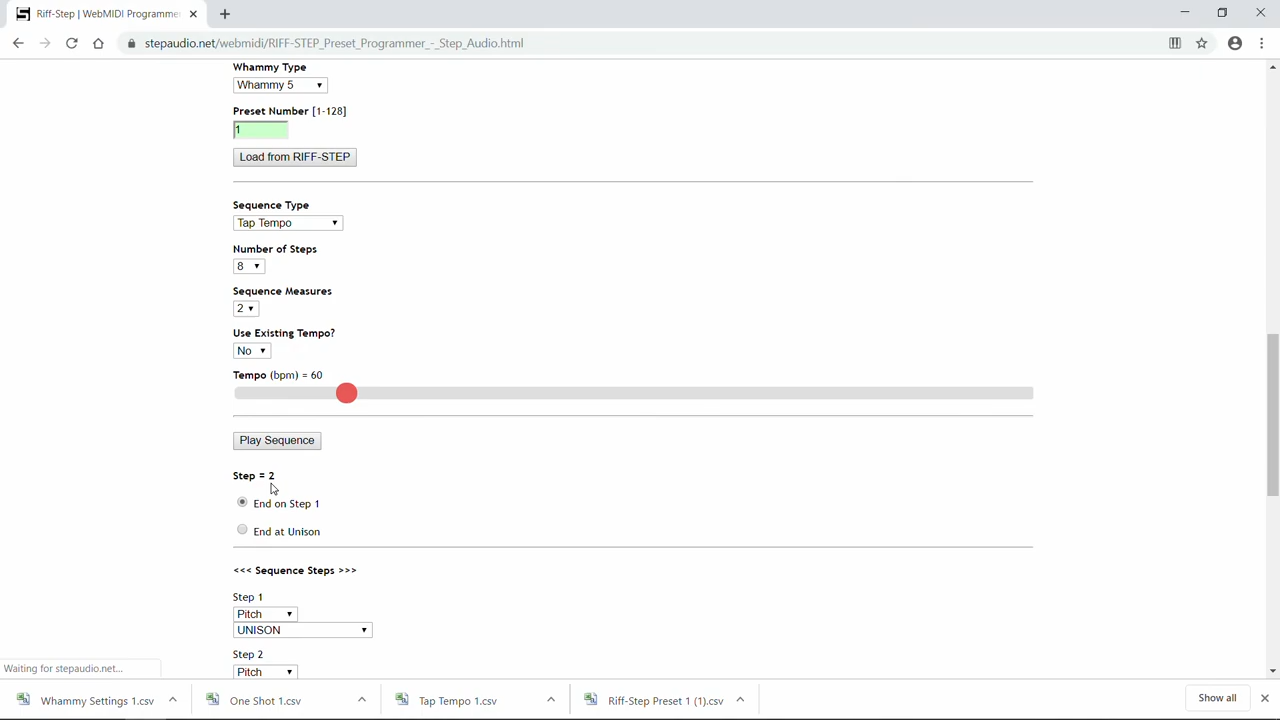 Riff-Step | WebMIDI Programme
stepaudio.net/webmidi/RIFF-STEP_Preset_Programmer_-_Step_Audio.html
Whammy Type
Whammy 5
Preset Number [1-128]
1
Load from RIFF-STEP
Sequence Type
Tap Tempo
Number of Steps
8
Sequence Measures
2
Use Existing Tempo?
No
Tempo (bpm) = 60
Play Sequence
Step = 2
End on Step 1
End at Unison
<<< Sequence Steps >>>
Step 1
Pitch
UNISON
Step 2
Pitch
Waiting for stepaudio.net...
Whammy Settings 1.csv One Shot 1.csv Tap Tempo 1.csv Riff-Step Preset 1 (1).csv Show all